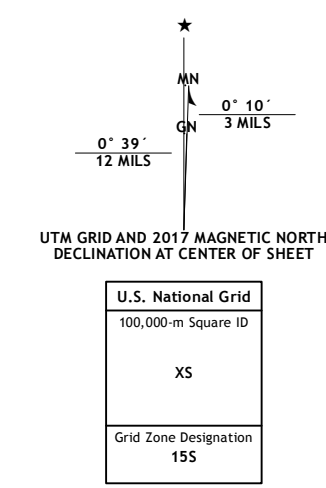 ★
MN
GN
0° 10´
3 MILS
0° 39´
12 MILS
UTM GRID AND 2017 MAGNETIC NORTH
DECLINATION AT CENTER OF SHEET
U.S. National Grid
100,000-m Square ID
XS
Grid Zone Designation
15S